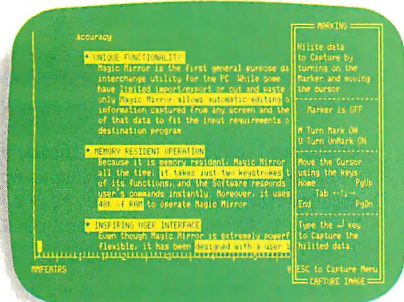 accuracy
* UNIQUE FUNCTIONALITY
Magic Mirror is the first general purpose da
interchange utility for the PC While some
have limited import/export or cut and paste
only Magic Mirror allows automatic editing o
information captured from any screen and the
of that data to fit the input requirements o
destination program
* MEMORY RESIDENT OPERATION
Because it is memory resident, Magic Mirror
all the time, it takes just two keystrokes t
of its functions, and the Software responds
users commands instantly. Moreover, it uses
48K of RAM to operate Magic Mirror
* INSPIRING USER INTERFACE
Even though Magic Mirror is extremely powerf
flexible, it has been designed with a user i
MMFEATRS
MARKING
Hilite data
to Capture by
turning on the
Marker and moving
the cursor
Marker is OFF
M Turn Mark ON
U Turn UnMark ON
Move the Cursor
using the keys
Home PgUp
Tab
End PgDn
Type the ↵ key
to Capture the
hilited data.
ESC to Capture Menu
CAPTURE IMAGE